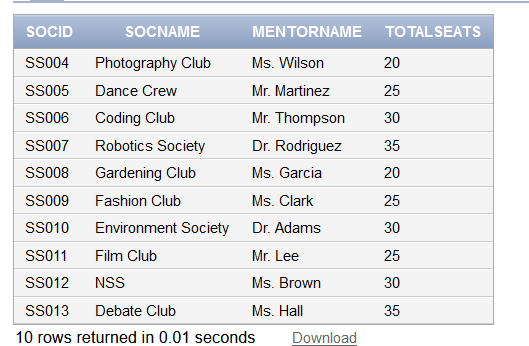 SOCID SOCNAME MENTORNAME TOTALSEATS
SS004 Photography Club Ms. Wilson 20
SS005 Dance Crew Mr. Martinez 25
SS006 Coding Club Mr. Thompson 30
SS007 Robotics Society Dr. Rodriguez 35
SS008 Gardening Club Ms. Garcia 20
SS009 Fashion Club Ms. Clark 25
SS010 Environment Society Dr. Adams 30
SS011 Film Club Mr. Lee 25
SS012 NSS Ms. Brown 30
SS013 Debate Club Ms. Hall 35
10 rows returned in 0.01 seconds Download